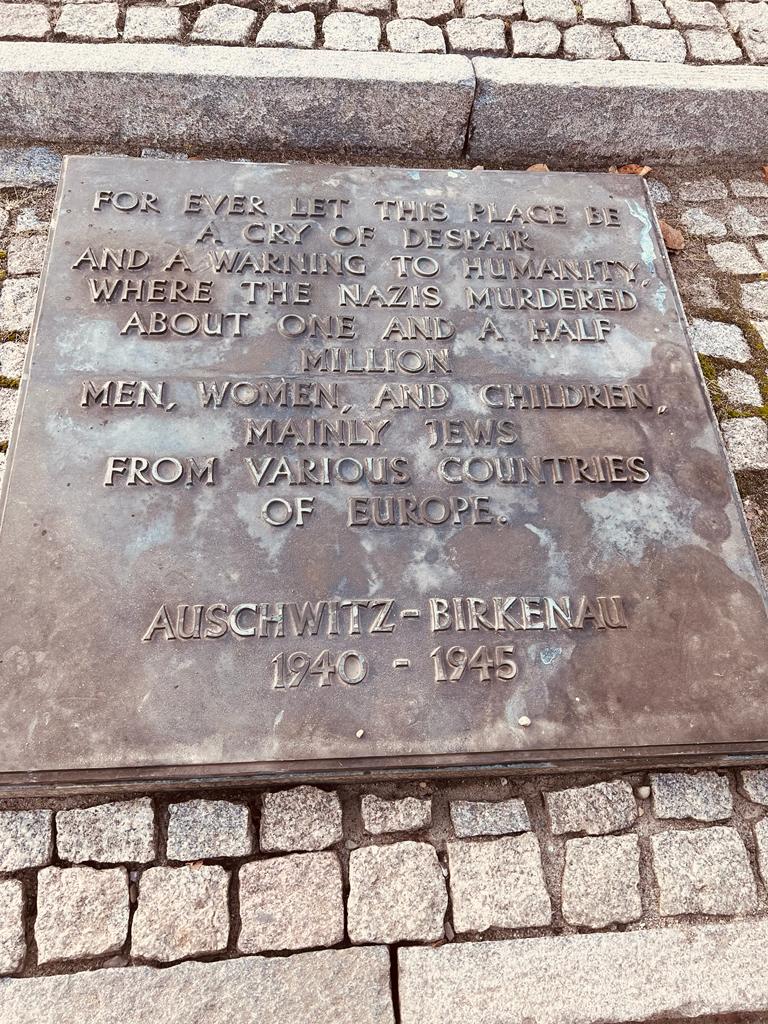 FOR EVER LET THIS PLACE BE
A CRY OF DESPAIR
AND A WARNING TO HUMANITY,
WHERE THE NAZIS MURDERED
ABOUT ONE AND A HALF
MILLION
MEN, WOMEN, AND CHILDREN,
MAINLY JEWS
FROM VARIOUS COUNTRIES
OF EUROPE.
AUSCHWITZ-BIRKENAU
1940 - 1945